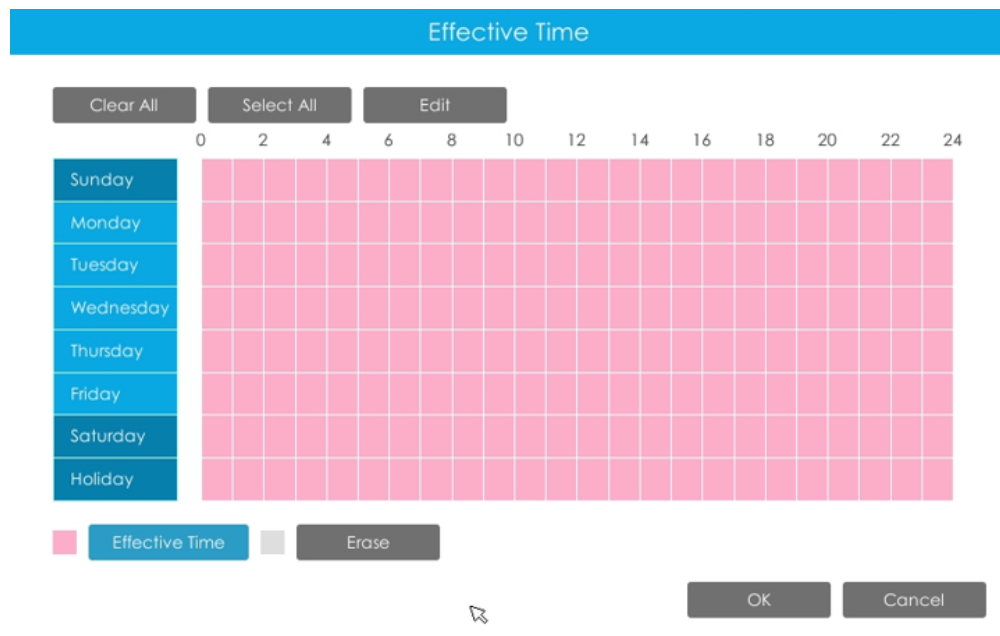 Effective Time
Clear All Select All Edit
0 2 4 6 8 10 12 14 16 18 20 22 24
Sunday
Monday
Tuesday
Wednesday
Thursday
Friday
Saturday
Holiday
Effective Time Erase
OK Cancel